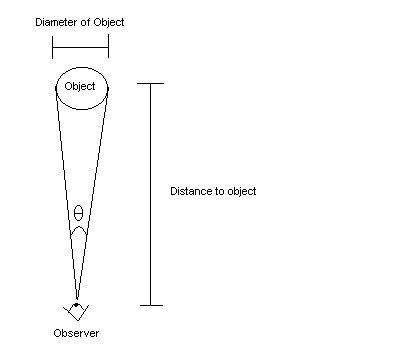 Diameter of Object
Object
Distance to object
θ
Observer